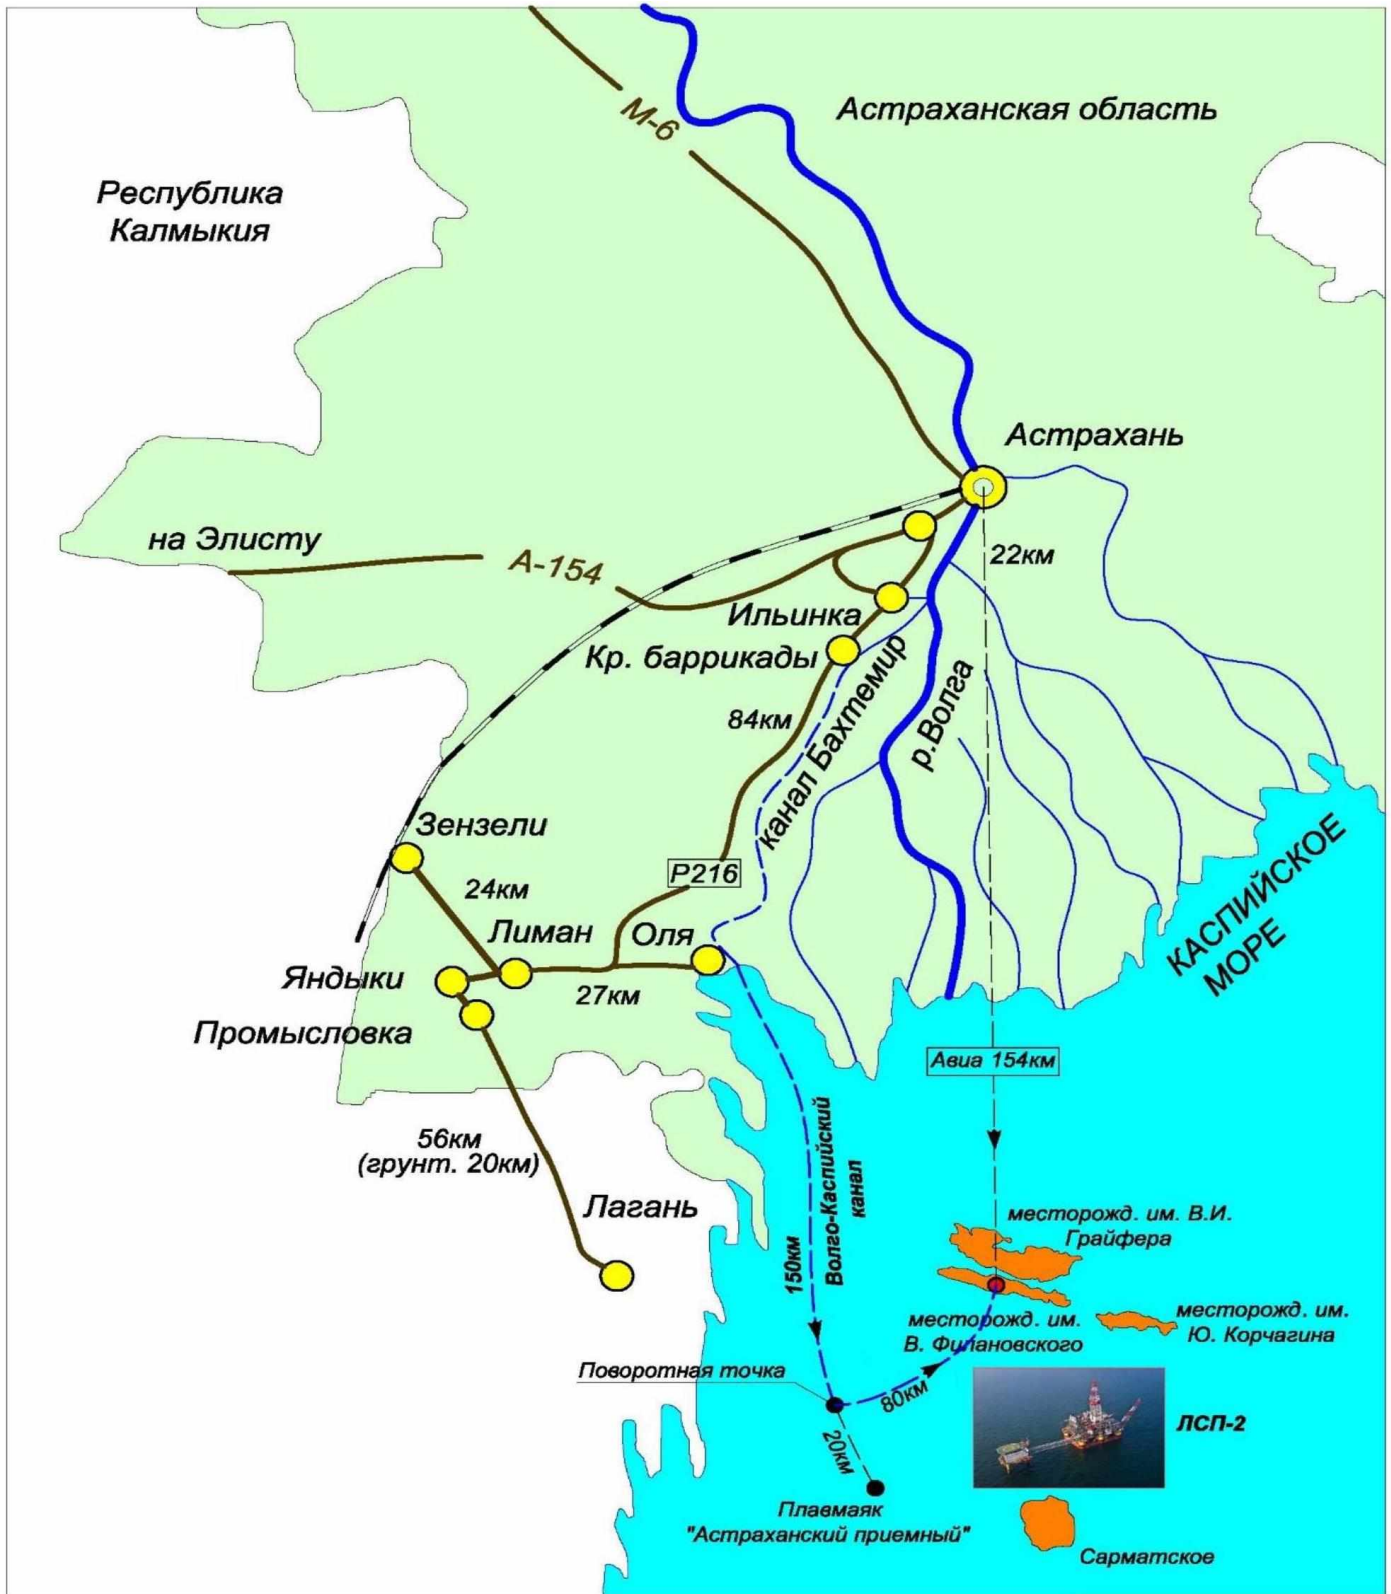 М-6
Астраханская область
Республика
Калмыкия
Астрахань
на Элисту
А-154
22км
Ильинка
Кр. баррикады
канал Бахтемир
р.Волга
84км
Зензели
24км
Р216
КАСПИЙСКОЕ
МОРЕ
Лиман
Оля
Яндыки
27км
Промысловка
Авиа 154км
56км
(грунт. 20км)
Волго-Каспийский
канал
150км
Лагань
месторожд. им. В.И.
Грайфера
месторожд. им.
В. Филановского
месторожд. им.
Ю. Корчагина
Поворотная точка
80км
ЛСП-2
20км
Плавмаяк
"Астраханский приемный"
Сарматское